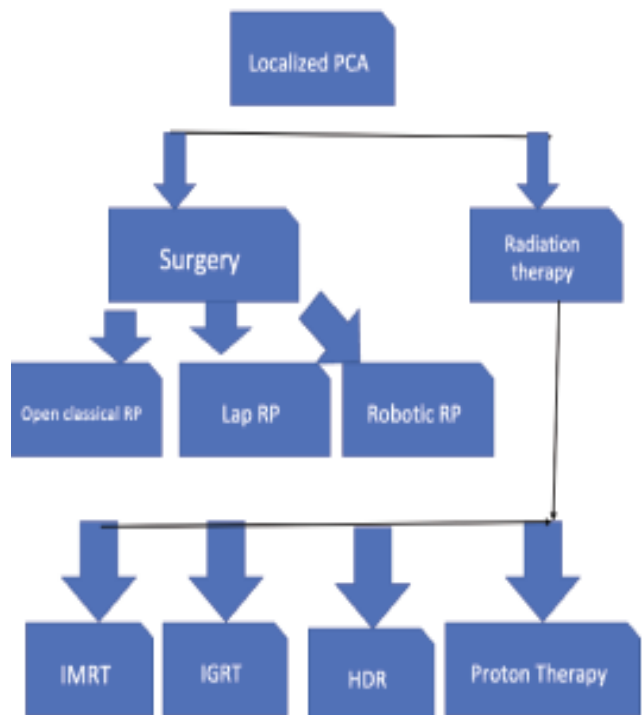 Localized PCA
Surgery
Radiation
therapy
Open classical RP
Lap RP
Robotic RP
IMRT
IGRT
HDR
Proton Therapy